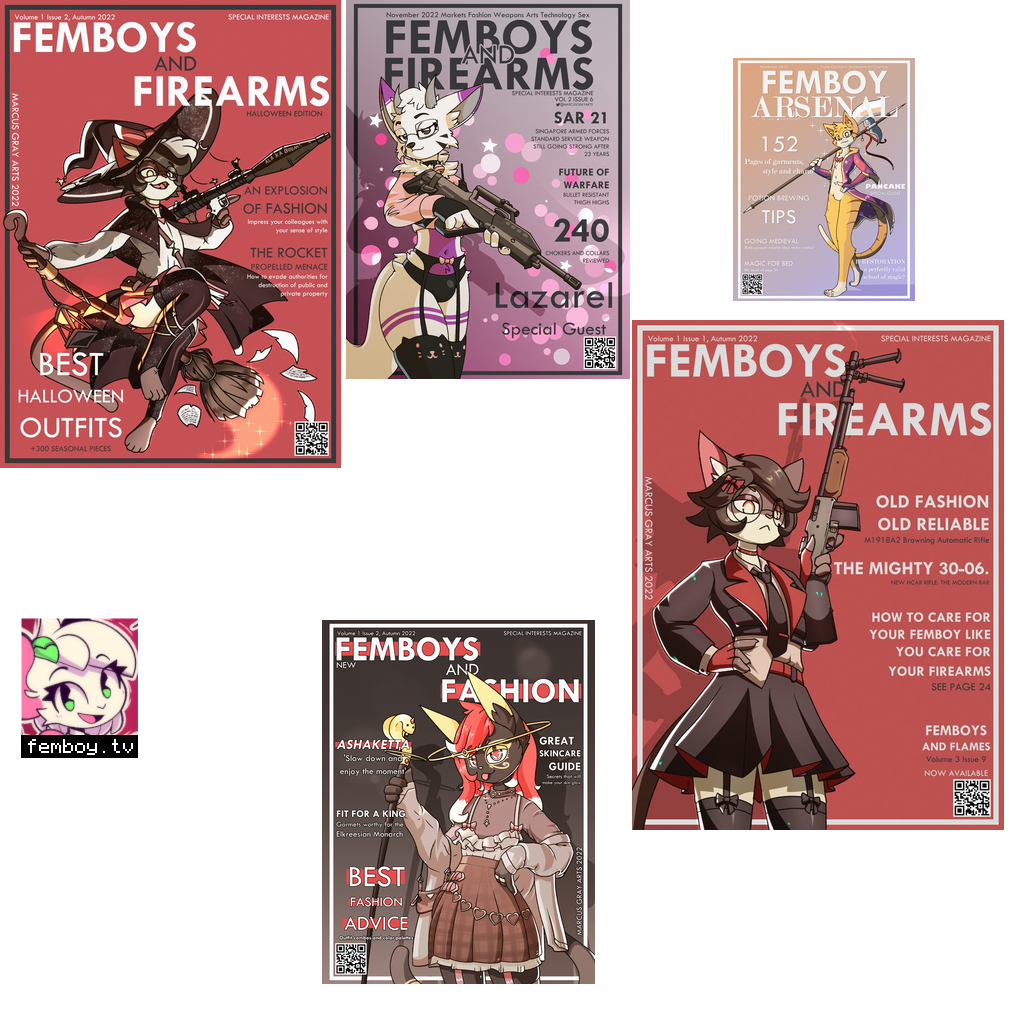 Volume 1 Issue 2, Autumn 2022
SPECIAL INTERESTS MAGAZINE
FEMBOYS
AND
FIREARMS
HALLOWEEN EDITION
MARCUS GRAY ARTS 2022
AN EXPLOSION
OF FASHION
Impress your colleagues with
your sense of style
THE ROCKET
PROPELLED MENACE
How to evade authorities for
destruction of public and
private property
BEST
HALLOWEEN
OUTFITS
+300 SEASONAL PIECES
November 2022 Markets Fashion Weapons Arts Technology Sex
FEMBOYS
AND
FIREARMS
SPECIAL INTERESTS MAGAZINE
VOL 2 ISSUE 6
@MARCUSGRAYARTS
SAR 21
SINGAPORE ARMED FORCES
STANDARD SERVICE WEAPON
STILL GOING STRONG AFTER
23 YEARS
FUTURE OF
WARFARE
BULLET RESISTANT
THIGH HIGHS
240
CHOKERS AND COLLARS
REVIEWED
Lazarel
Special Guest
FEMBOY
ARSENAL
152
Pages of garments,
style and charm
POTION BREWING
TIPS
GOING MEDIEVAL
MAGIC FOR BED
PANCAKE
RESTORATION
a perfectly valid
school of magic!
Volume 1 Issue 1, Autumn 2022
SPECIAL INTERESTS MAGAZINE
FEMBOYS
AND
FIREARMS
MARCUS GRAY ARTS 2022
OLD FASHION
OLD RELIABLE
M1918A2 Browning Automatic Rifle
THE MIGHTY 30-06.
NEW HCAR RIFLE, THE MODERN BAR
HOW TO CARE FOR
YOUR FEMBOY LIKE
YOU CARE FOR
YOUR FIREARMS
SEE PAGE 24
FEMBOYS
AND FLAMES
Volume 3 Issue 9
NOW AVAILABLE
femboy.tv
Volume 1 Issue 2, Autumn 2022
SPECIAL INTERESTS MAGAZINE
FEMBOYS
NEW
AND
FASHION
ASHAKETTA
'Slow down and
enjoy the moment'
GREAT
SKINCARE
GUIDE
Secrets that will
make your skin glow
FIT FOR A KING
Garmets worthy for the
Elkreesian Monarch
BEST
FASHION
ADVICE
Outfit combos and color palettes
MARCUS GRAY ARTS 2022